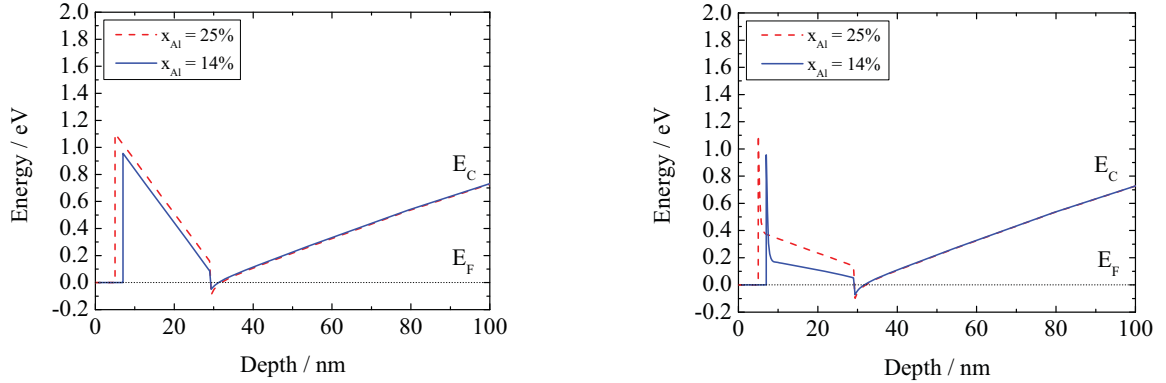 2.0
1.8
1.6
1.4
1.2
1.0
0.8
0.6
0.4
0.2
0.0
-0.2
Energy / eV
x_Al = 25%
x_Al = 14%
E_C
E_F
0 20 40 60 80 100
Depth / nm
2.0
1.8
1.6
1.4
1.2
1.0
0.8
0.6
0.4
0.2
0.0
-0.2
Energy / eV
x_Al = 25%
x_Al = 14%
E_C
E_F
0 20 40 60 80 100
Depth / nm